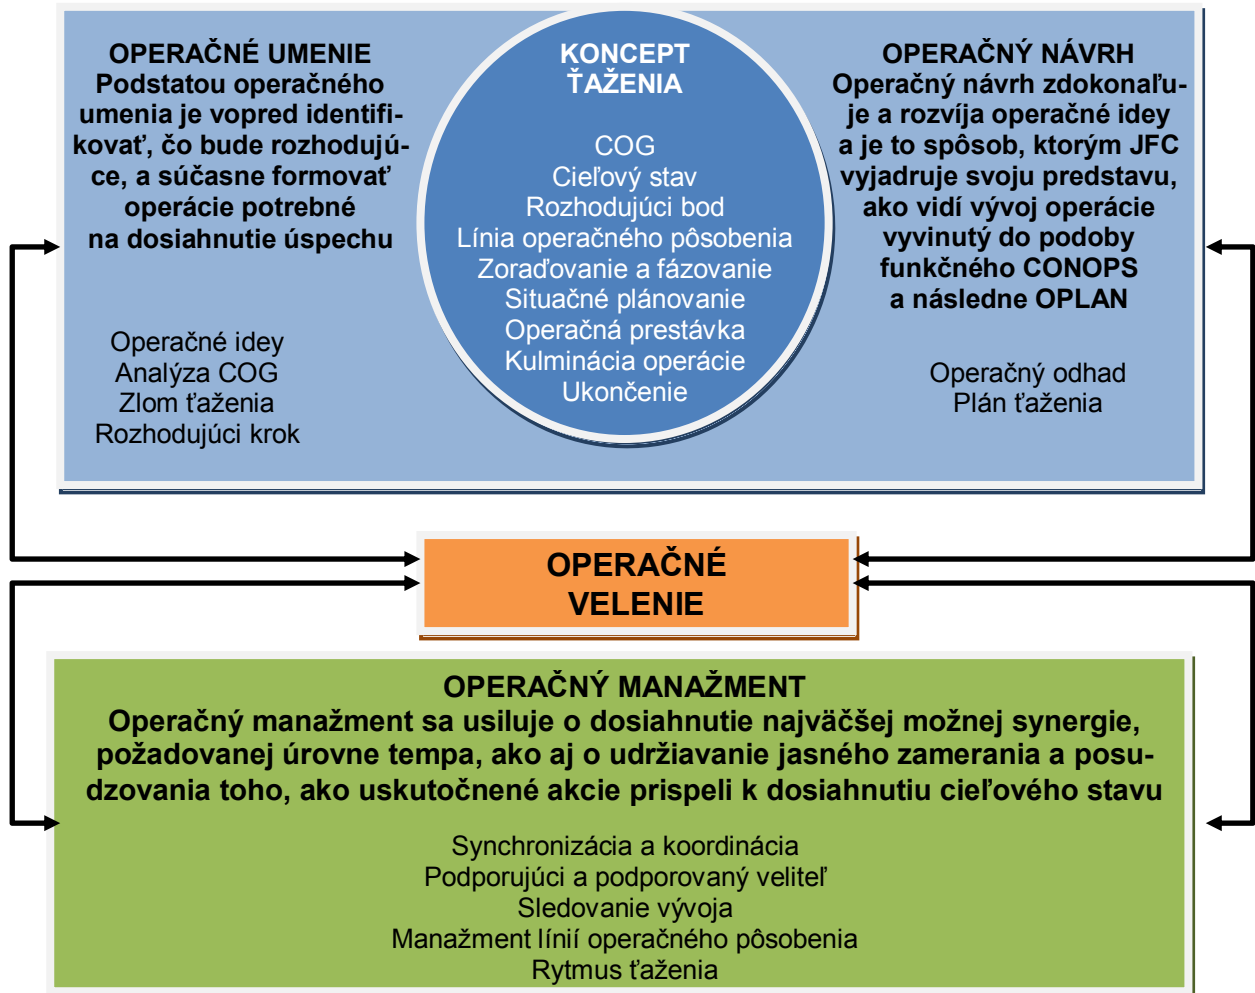 OPERAČNÉ UMENIE
Podstatou operačného
umenia je vopred identifi-
kovať, čo bude rozhodujú-
ce, a súčasne formovať
operácie potrebné
na dosiahnutie úspechu
Operačné idey
Analýza COG
Zlom ťaženia
Rozhodujúci krok
KONCEPT
ŤAŽENIA
COG
Cieľový stav
Rozhodujúci bod
Línia operačného pôsobenia
Zoraďovanie a fázovanie
Situačné plánovanie
Operačná prestávka
Kulminácia operácie
Ukončenie
OPERAČNÝ NÁVRH
Operačný návrh zdokonaľu-
je a rozvíja operačné idey
a je to spôsob, ktorým JFC
vyjadruje svoju predstavu,
ako vidí vývoj operácie
vyvinutý do podoby
funkčného CONOPS
a následne OPLAN
Operačný odhad
Plán ťaženia
OPERAČNÉ
VELENIE
OPERAČNÝ MANAŽMENT
Operačný manažment sa usiluje o dosiahnutie najväčšej možnej synergie,
požadovanej úrovne tempa, ako aj o udržiavanie jasného zamerania a posu-
dzovania toho, ako uskutočnené akcie prispeli k dosiahnutiu cieľového stavu
Synchronizácia a koordinácia
Podporujúci a podporovaný veliteľ
Sledovanie vývoja
Manažment línií operačného pôsobenia
Rytmus ťaženia